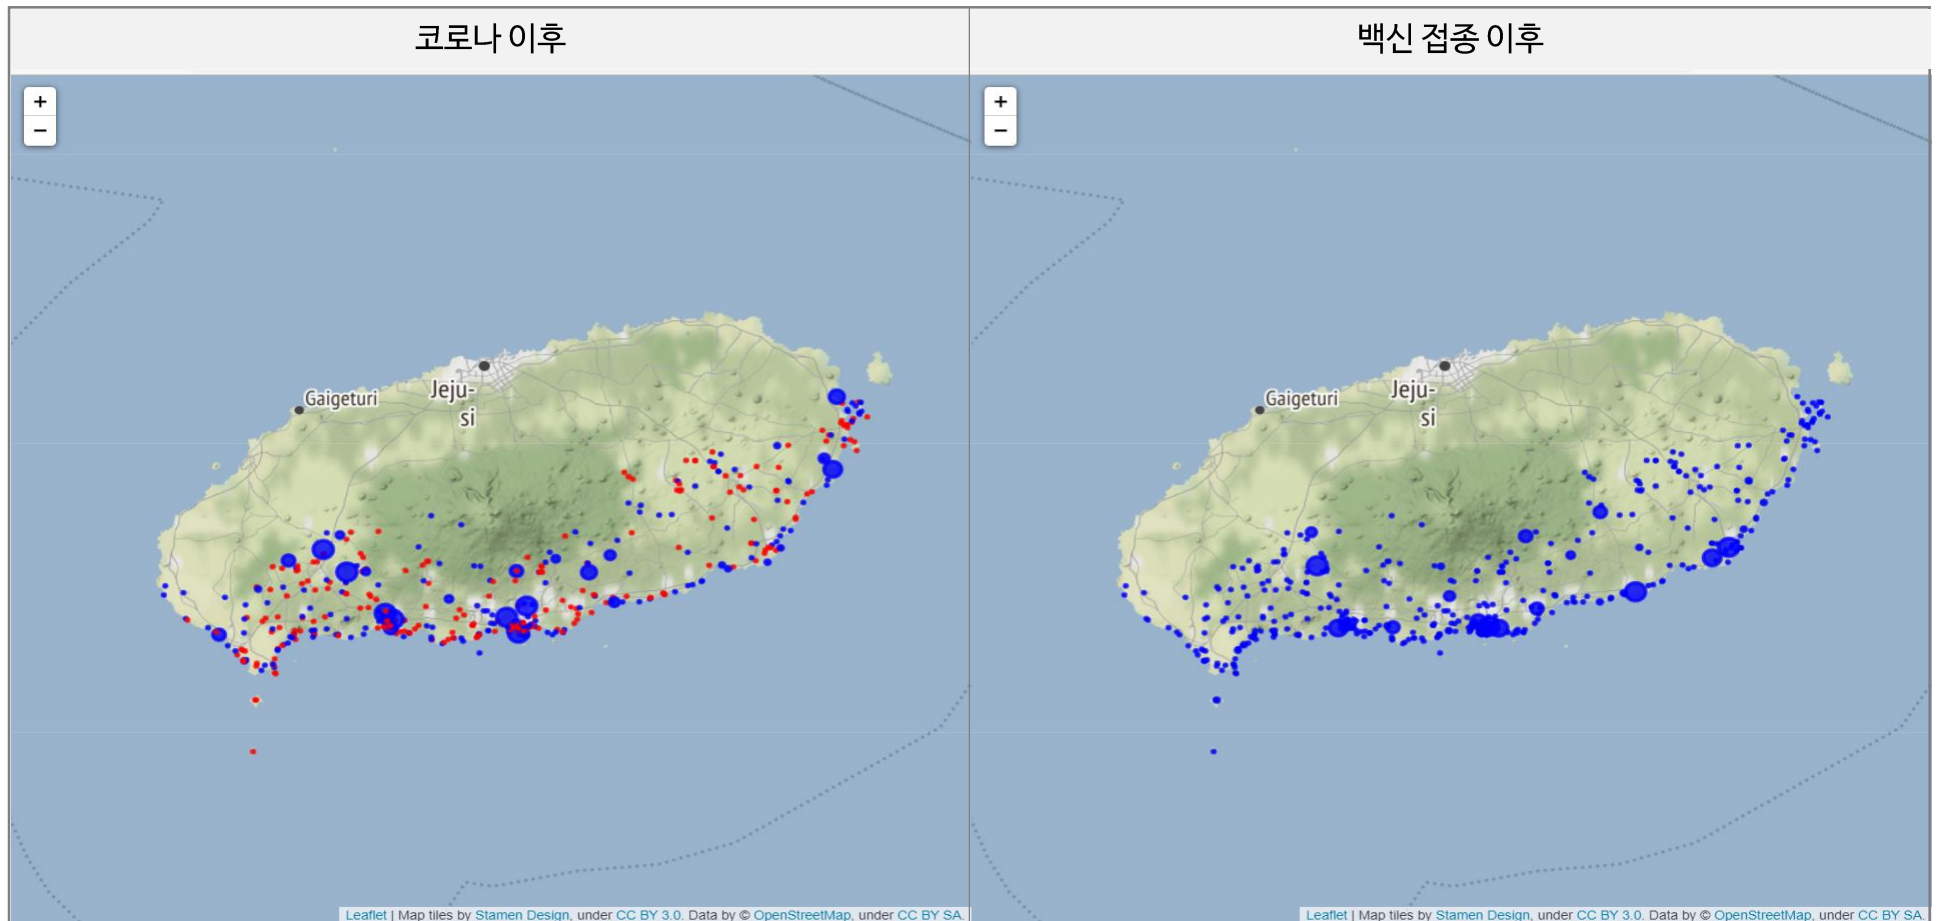 코로나 이후
백신 접종 이후
+
−
Gaigeturi
Jeju-
si
Leaflet | Map tiles by Stamen Design, under CC BY 3.0. Data by © OpenStreetMap, under CC BY SA.
+
−
Gaigeturi
Jeju-
si
Leaflet | Map tiles by Stamen Design, under CC BY 3.0. Data by © OpenStreetMap, under CC BY SA.